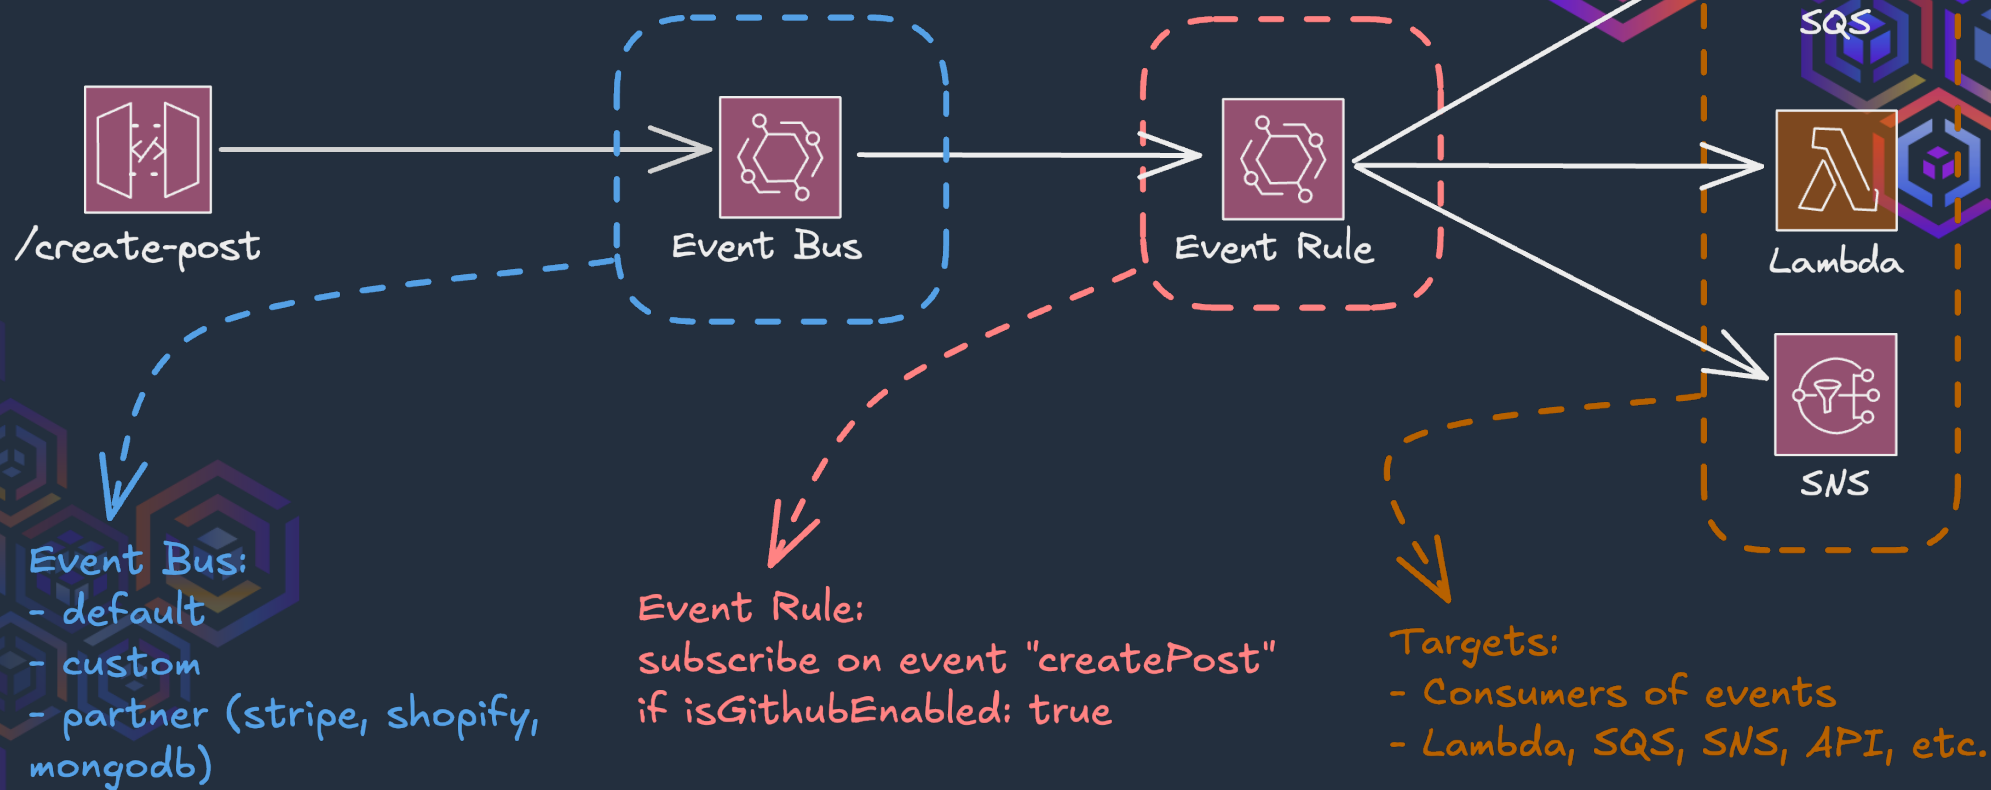 SQS
/create-post
Event Bus
Event Rule
Lambda
SNS
Event Bus:
- default
- custom
- partner (stripe, shopify,
mongodb)
Event Rule:
subscribe on event "createPost"
if isGithubEnabled: true
Targets:
- Consumers of events
- Lambda, SQS, SNS, API, etc.